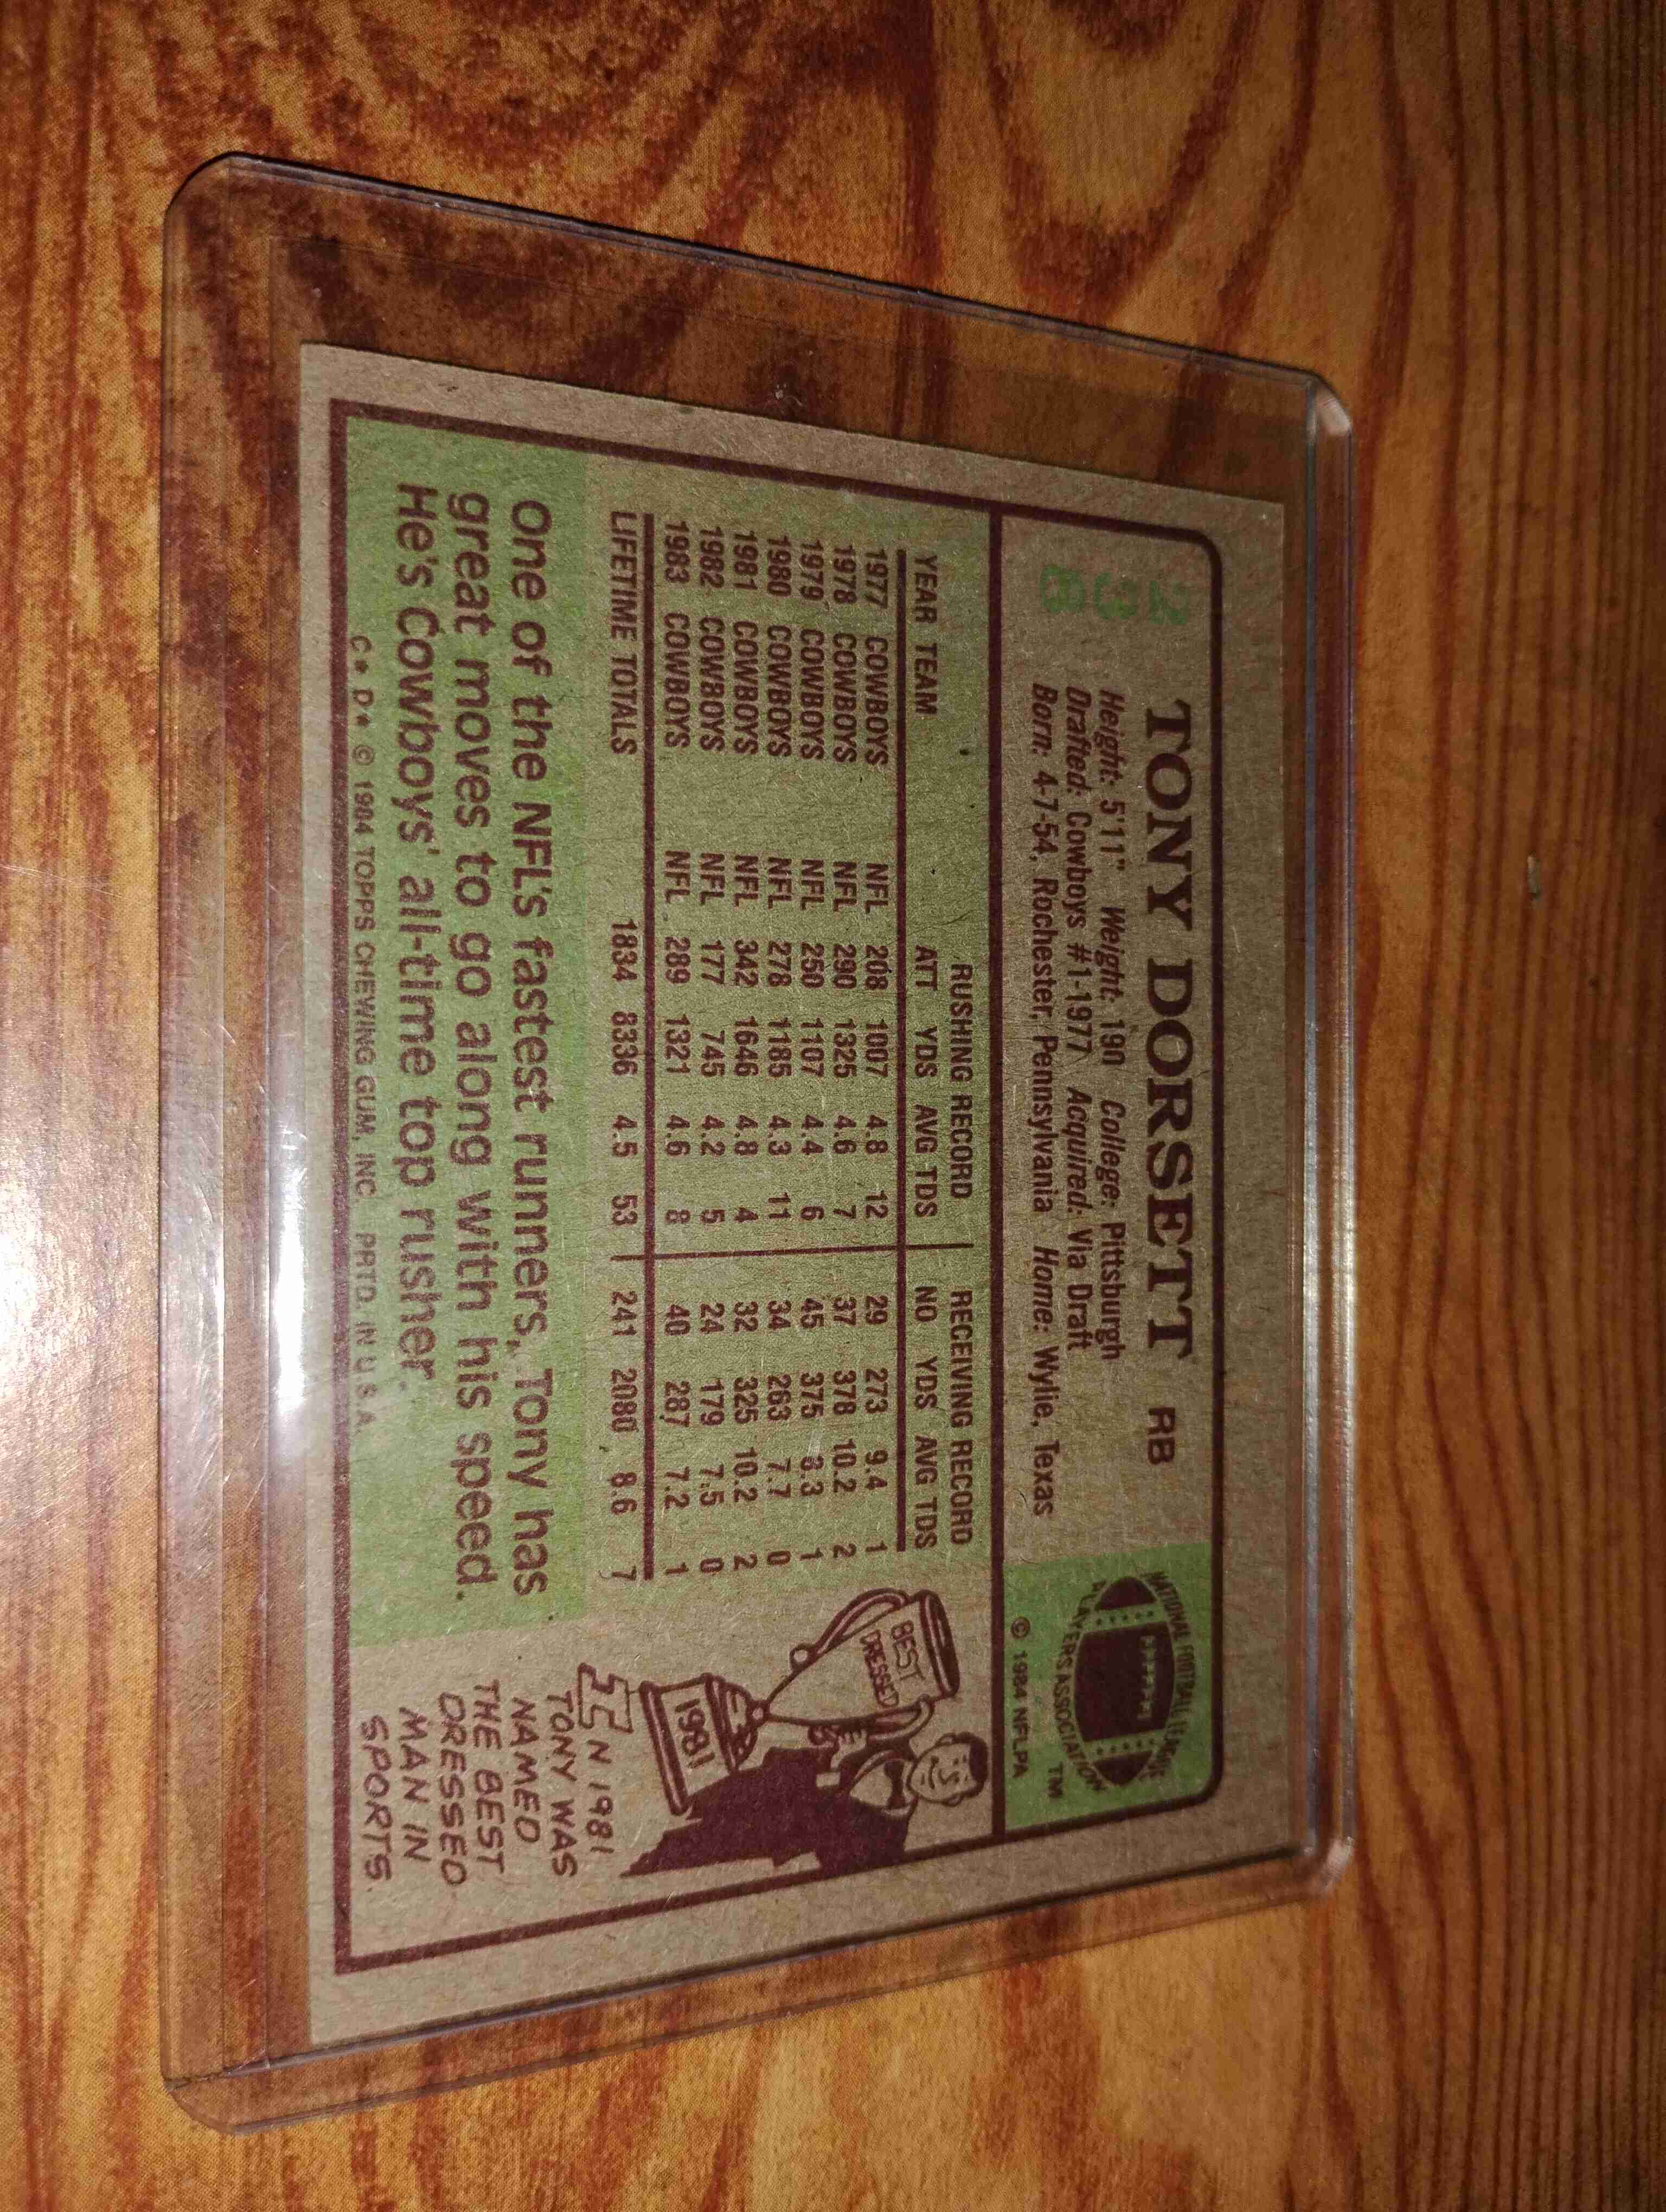 238
TONY DORSETT RB
Height: 5'11" Weight: 190 College: Pittsburgh
Drafted: Cowboys #1-1977 Acquired: Via Draft
Born: 4-7-54, Rochester, Pennsylvania Home: Wylie, Texas
NATIONAL FOOTBALL LEAGUE
PLAYERS ASSOCIATION
TM
© 1984 NFLPA
RUSHING RECORD RECEIVING RECORD
YEAR TEAM ATT YDS AVG TDS NO YDS AVG TDS
1977 COWBOYS NFL 208 1007 4.8 12 29 273 9.4 1
1978 COWBOYS NFL 290 1325 4.6 7 37 378 10.2 2
1979 COWBOYS NFL 250 1107 4.4 6 45 375 8.3 1
1980 COWBOYS NFL 278 1185 4.3 11 34 263 7.7 0
1981 COWBOYS NFL 342 1646 4.8 4 32 325 10.2 2
1982 COWBOYS NFL 177 745 4.2 5 24 179 7.5 0
1983 COWBOYS NFL 289 1321 4.6 8 40 287 7.2 1
LIFETIME TOTALS 1834 8336 4.5 53 241 2080 8.6 7
One of the NFL's fastest runners, Tony has
great moves to go along with his speed.
He's Cowboys' all-time top rusher.
C* D* © 1984 TOPPS CHEWING GUM, INC. PRTD. IN U.S.A.
BEST
DRESSED
1981
IN 1981
TONY WAS
NAMED
THE BEST
DRESSED
MAN IN
SPORTS.